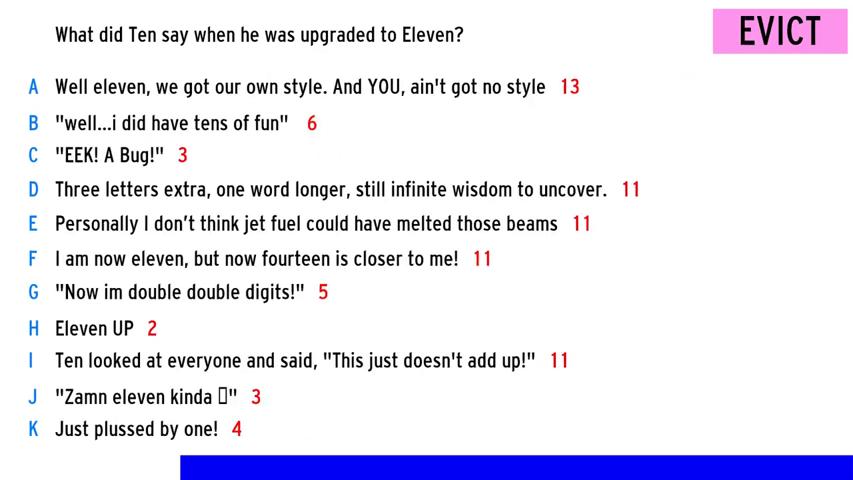 What did Ten say when he was upgraded to Eleven?
EVICT
A Well eleven, we got our own style. And YOU, ain't got no style 13
B "well...i did have tens of fun" 6
C "EEK! A Bug!" 3
D Three letters extra, one word longer, still infinite wisdom to uncover. 11
E Personally I don’t think jet fuel could have melted those beams 11
F I am now eleven, but now fourteen is closer to me! 11
G "Now im double double digits!" 5
H Eleven UP 2
I Ten looked at everyone and said, "This just doesn't add up!" 11
J "Zamn eleven kinda ▯" 3
K Just plussed by one! 4